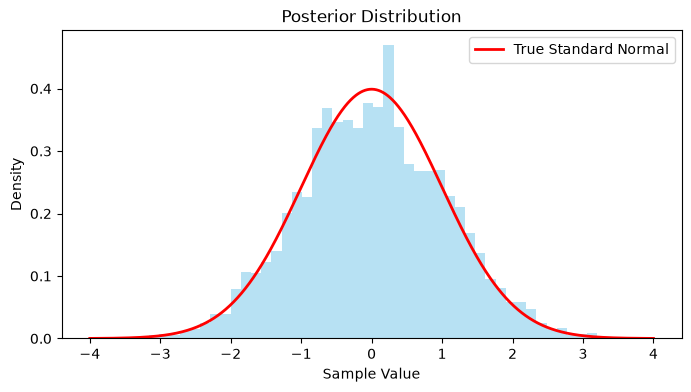 Posterior Distribution
True Standard Normal
Density
0.4
0.3
0.2
0.1
0.0
−4 −3 −2 −1 0 1 2 3 4
Sample Value